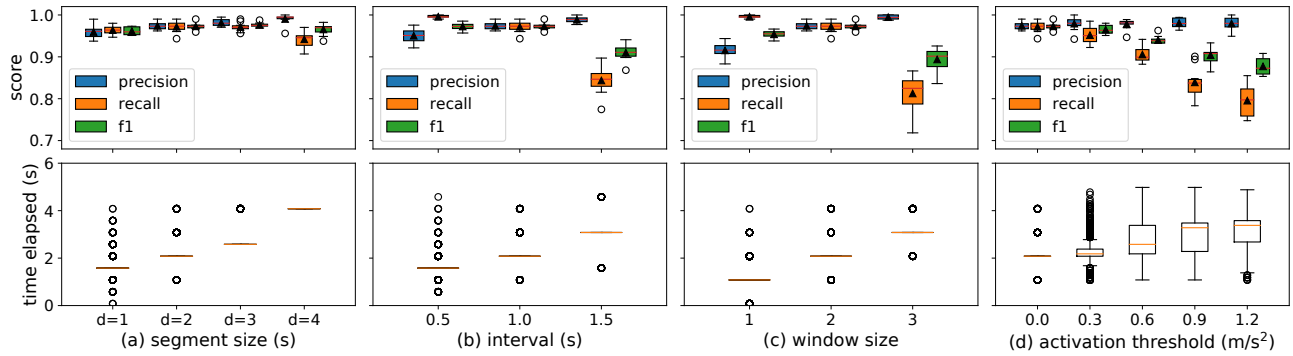 score
1.0
0.9
0.8
0.7
precision
recall
f1
precision
recall
f1
precision
recall
f1
precision
recall
f1
time elapsed (s)
6
4
2
0
d=1 d=2 d=3 d=4
(a) segment size (s)
0.5 1.0 1.5
(b) interval (s)
1 2 3
(c) window size
0.0 0.3 0.6 0.9 1.2
(d) activation threshold (m/s²)